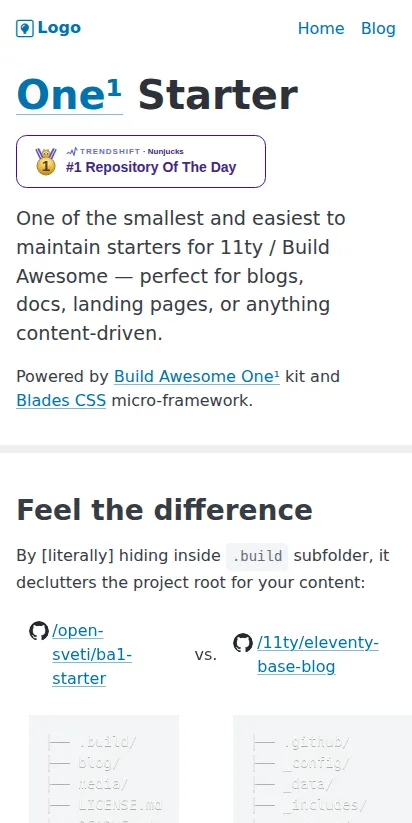 Logo
Home Blog
One¹ Starter
1
TRENDSHIFT · Nunjucks
#1 Repository Of The Day
One of the smallest and easiest to
maintain starters for 11ty / Build
Awesome — perfect for blogs,
docs, landing pages, or anything
content-driven.
Powered by Build Awesome One¹ kit and
Blades CSS micro-framework.
Feel the difference
By [literally] hiding inside .build subfolder, it
declutters the project root for your content:
/open-
sveti/ba1-
starter
vs.
/11ty/eleventy-
base-blog
├── .build/
├── blog/
├── media/
├── LICENSE.md
├── .github/
├── _config/
├── _data/
├── _includes/